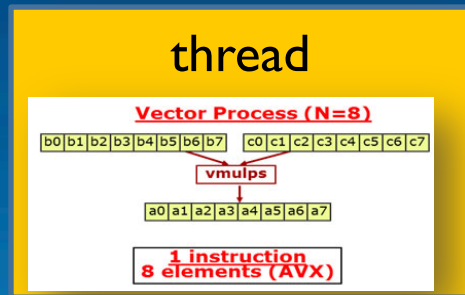 thread
Vector Process (N=8)
b0 b1 b2 b3 b4 b5 b6 b7 c0 c1 c2 c3 c4 c5 c6 c7
vmulps
a0 a1 a2 a3 a4 a5 a6 a7
1 instruction
8 elements (AVX)